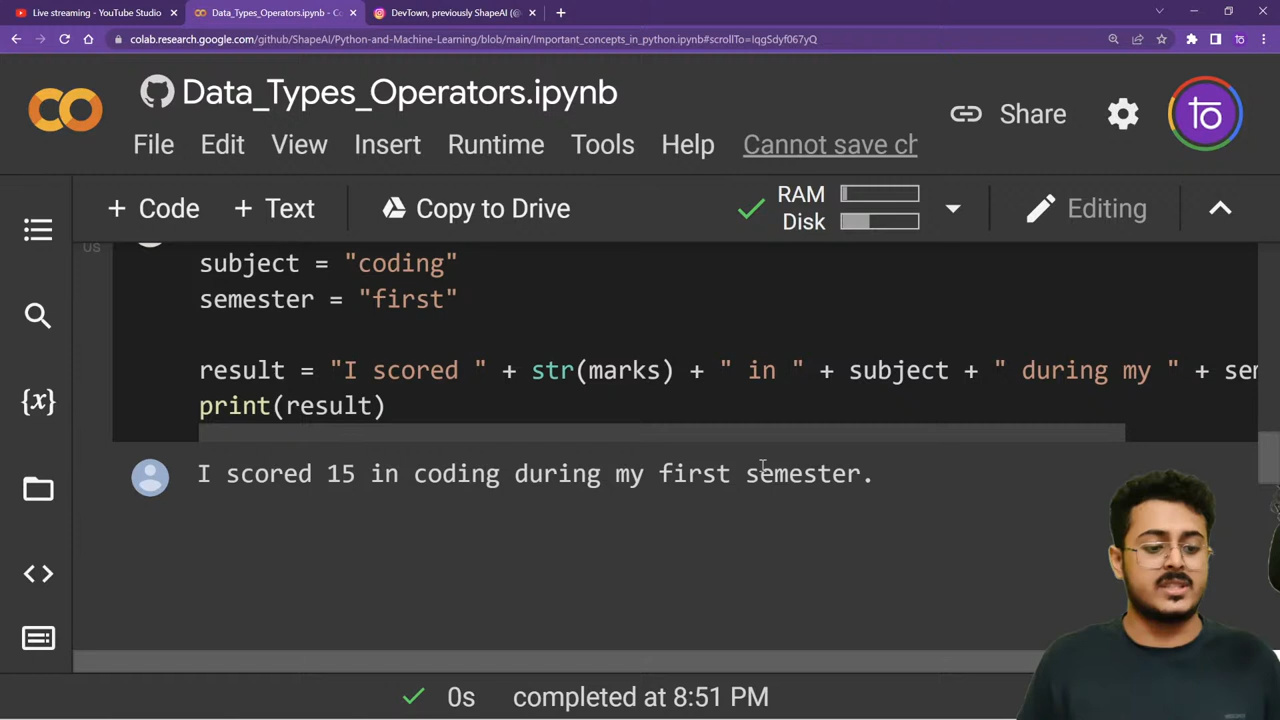 Live streaming - YouTube Studio
Data_Types_Operators.ipynb - Co
DevTown, previously ShapeAI (@
colab.research.google.com/github/ShapeAI/Python-and-Machine-Learning/blob/main/Important_concepts_in_python.ipynb#scrollTo=IqgSdyf067yQ
Data_Types_Operators.ipynb
Share
File Edit View Insert Runtime Tools Help Cannot save ch
+ Code + Text Copy to Drive
RAM
Disk
Editing
0s
subject = "coding"
semester = "first"
result = "I scored " + str(marks) + " in " + subject + " during my " + sem
print(result)
I scored 15 in coding during my first semester.
{x}
0s completed at 8:51 PM